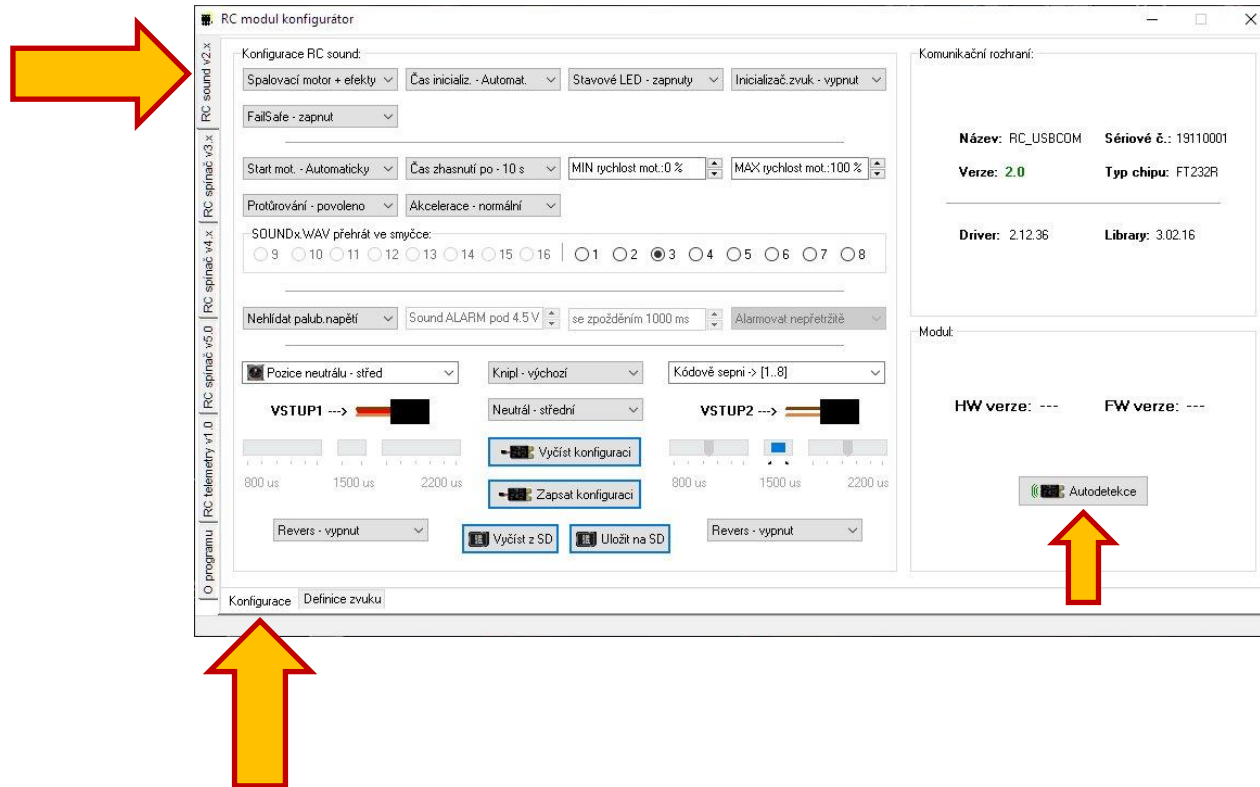 RC modul konfigurátor
RC sound v2.x
RC spínač v3.x
RC spínač v4.x
RC spínač v5.0
RC telemetry v1.0
O programu
Konfigurace RC sound:
Spalovací motor + efekty
Čas inicializ. - Automat.
Stavové LED - zapnuty
Inicializač.zvuk - vypnut
FailSafe - zapnut
Start mot. - Automaticky
Čas zhasnutí po - 10 s
MIN rychlost mot.:0 %
MAX rychlost mot.:100 %
Protůrování - povoleno
Akcelerace - normální
SOUNDx.WAV přehrát ve smyčce:
9 10 11 12 13 14 15 16 1 2 3 4 5 6 7 8
Nehlídat palub.napětí
Sound ALARM pod 4.5 V
se zpožděním 1000 ms
Alarmovat nepřetržitě
Pozice neutrálu - střed
Knipl - výchozí
Kódově sepni -> [1..8]
VSTUP1 --->
Neutrál - střední
VSTUP2 --->
Vyčíst konfiguraci
800 us 1500 us 2200 us
Zapsat konfiguraci
800 us 1500 us 2200 us
Revers - vypnut
Vyčíst z SD
Uložit na SD
Revers - vypnut
Konfigurace
Definice zvuku
Komunikační rozhraní:
Název: RC_USBCOM Sériové č.: 19110001
Verze: 2.0 Typ chipu: FT232R
Driver: 2.12.36 Library: 3.02.16
Modul:
HW verze: --- FW verze: ---
Autodetekce